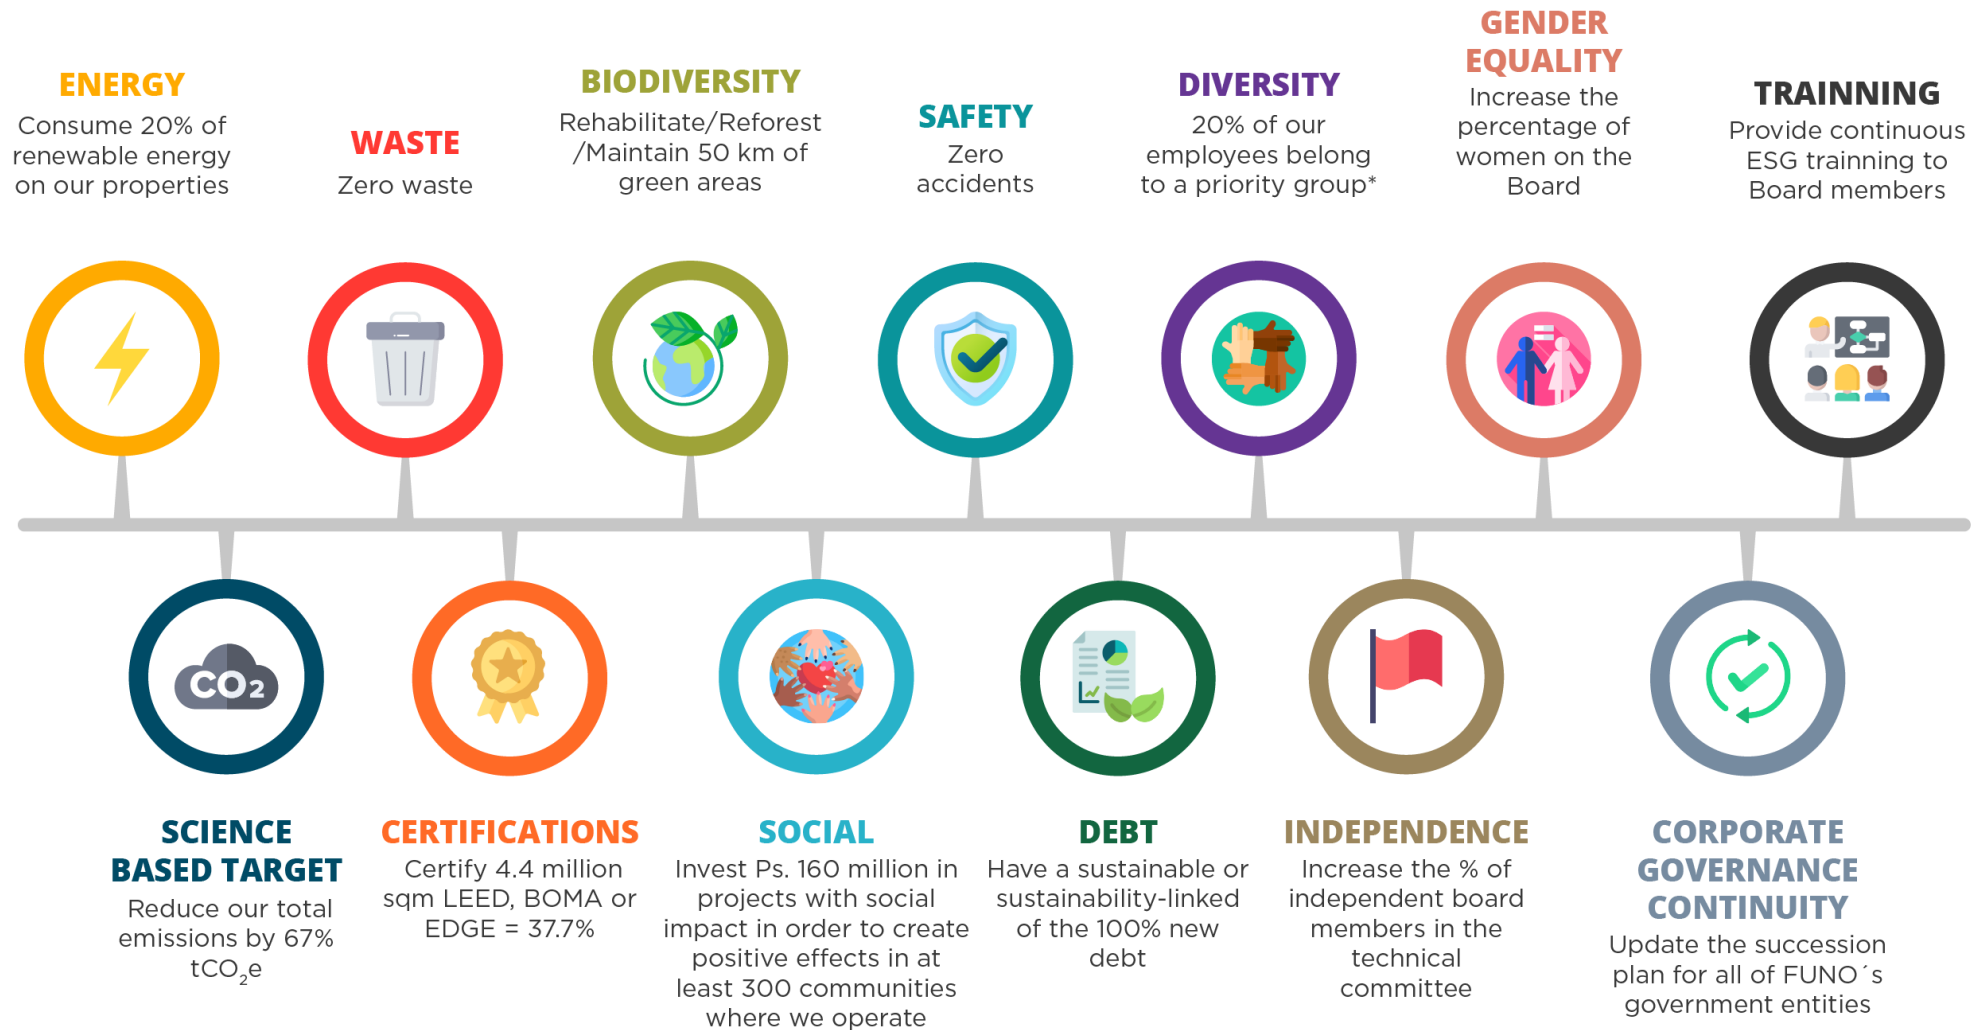 ENERGY
Consume 20% of
renewable energy
on our properties
WASTE
Zero waste
BIODIVERSITY
Rehabilitate/Reforest
/Maintain 50 km of
green areas
SAFETY
Zero
accidents
DIVERSITY
20% of our
employees belong
to a priority group*
GENDER
EQUALITY
Increase the
percentage of
women on the
Board
TRAINNING
Provide continuous
ESG trainning to
Board members
CO2
SCIENCE
BASED TARGET
Reduce our total
emissions by 67%
tCO2e
CERTIFICATIONS
Certify 4.4 million
sqm LEED, BOMA or
EDGE = 37.7%
SOCIAL
Invest Ps. 160 million in
projects with social
impact in order to create
positive effects in at
least 300 communities
where we operate
DEBT
Have a sustainable or
sustainability-linked
of the 100% new
debt
INDEPENDENCE
Increase the % of
independent board
members in the
technical
committee
CORPORATE
GOVERNANCE
CONTINUITY
Update the succession
plan for all of FUNO´s
government entities